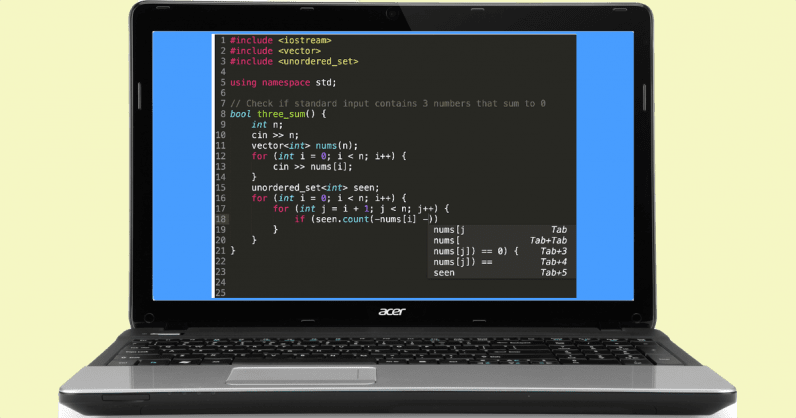 1 #include <iostream>
2 #include <vector>
3 #include <unordered_set>
4
5 using namespace std;
6
7 // Check if standard input contains 3 numbers that sum to 0
8 bool three_sum() {
9     int n;
10     cin >> n;
11     vector<int> nums(n);
12     for (int i = 0; i < n; i++) {
13         cin >> nums[i];
14     }
15     unordered_set<int> seen;
16     for (int i = 0; i < n; i++) {
17         for (int j = i + 1; j < n; j++) {
18             if (seen.count(-nums[i] -))
nums[j Tab
19         }
nums[ Tab+Tab
20     }
nums[j]) == 0) { Tab+3
21 }
nums[j]) == Tab+4
22
seen Tab+5
23
24
25
acer